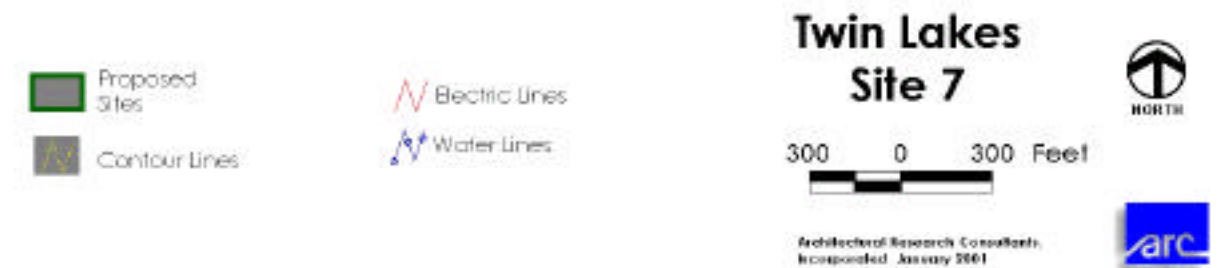 Proposed
Sites
Contour Lines
Electric Lines
Water Lines
Twin Lakes
Site 7
NORTH
300 0 300 Feet
Architectural Research Consultants,
Incorporated January 2001
arc